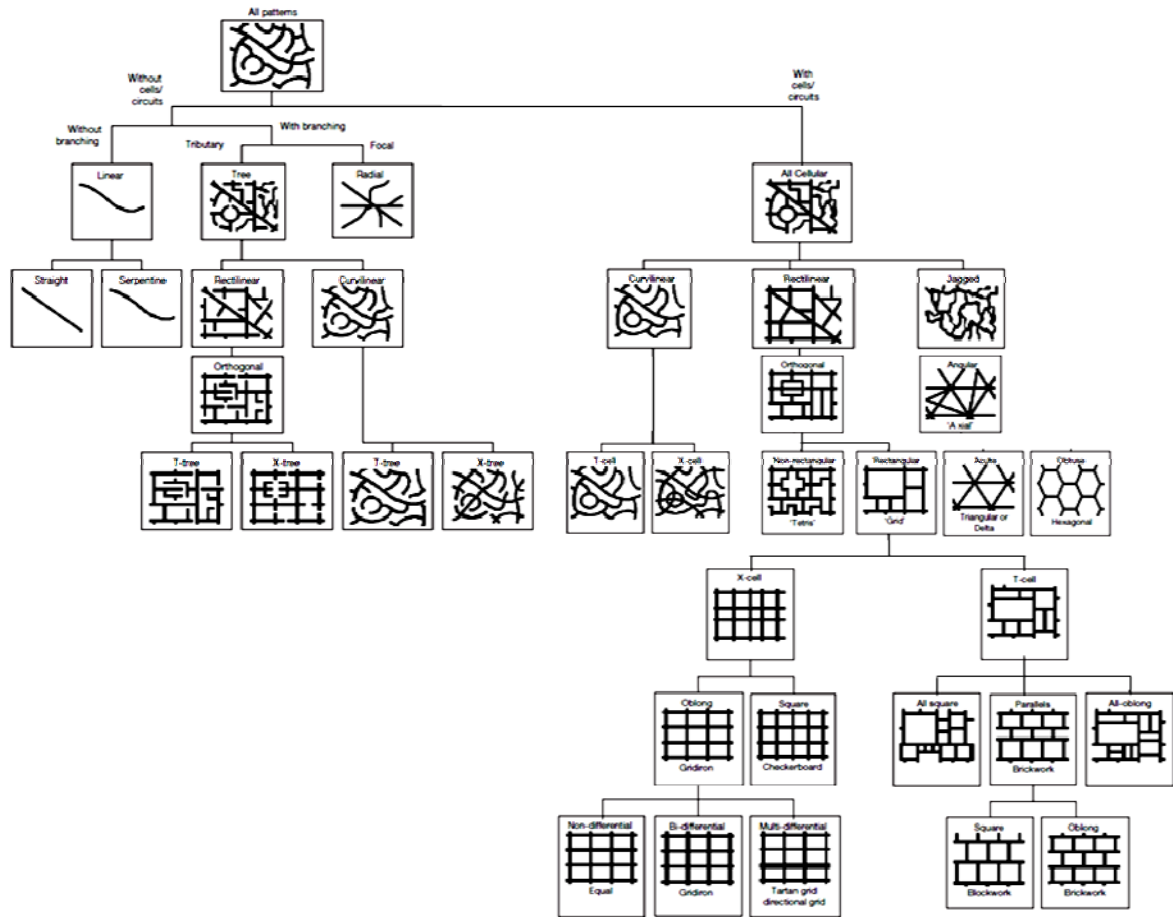 All patterns
Without
cells/
circuits
With
cells/
circuits
Without
branching
With branching
Tributary
Focal
Linear
Tree
Radial
All Cellular
Straight
Serpentine
Rectilinear
Curvilinear
Curvilinear
Rectilinear
Jagged
Orthogonal
Orthogonal
Angular
'A xial'
T-tree
X-tree
T-tree
X-tree
T-cell
X-cell
Non-rectangular
'Tetris'
Rectangular
'Grid'
Acute
Triangular or
Delta
Obtuse
Hexagonal
X-cell
T-cell
Oblong
Gridiron
Square
Checkerboard
All square
Parallels
Brickwork
All-oblong
Non-differential
Equal
Bi-differential
Gridiron
Multi-differential
Tartan grid
directional grid
Square
Blockwork
Oblong
Brickwork